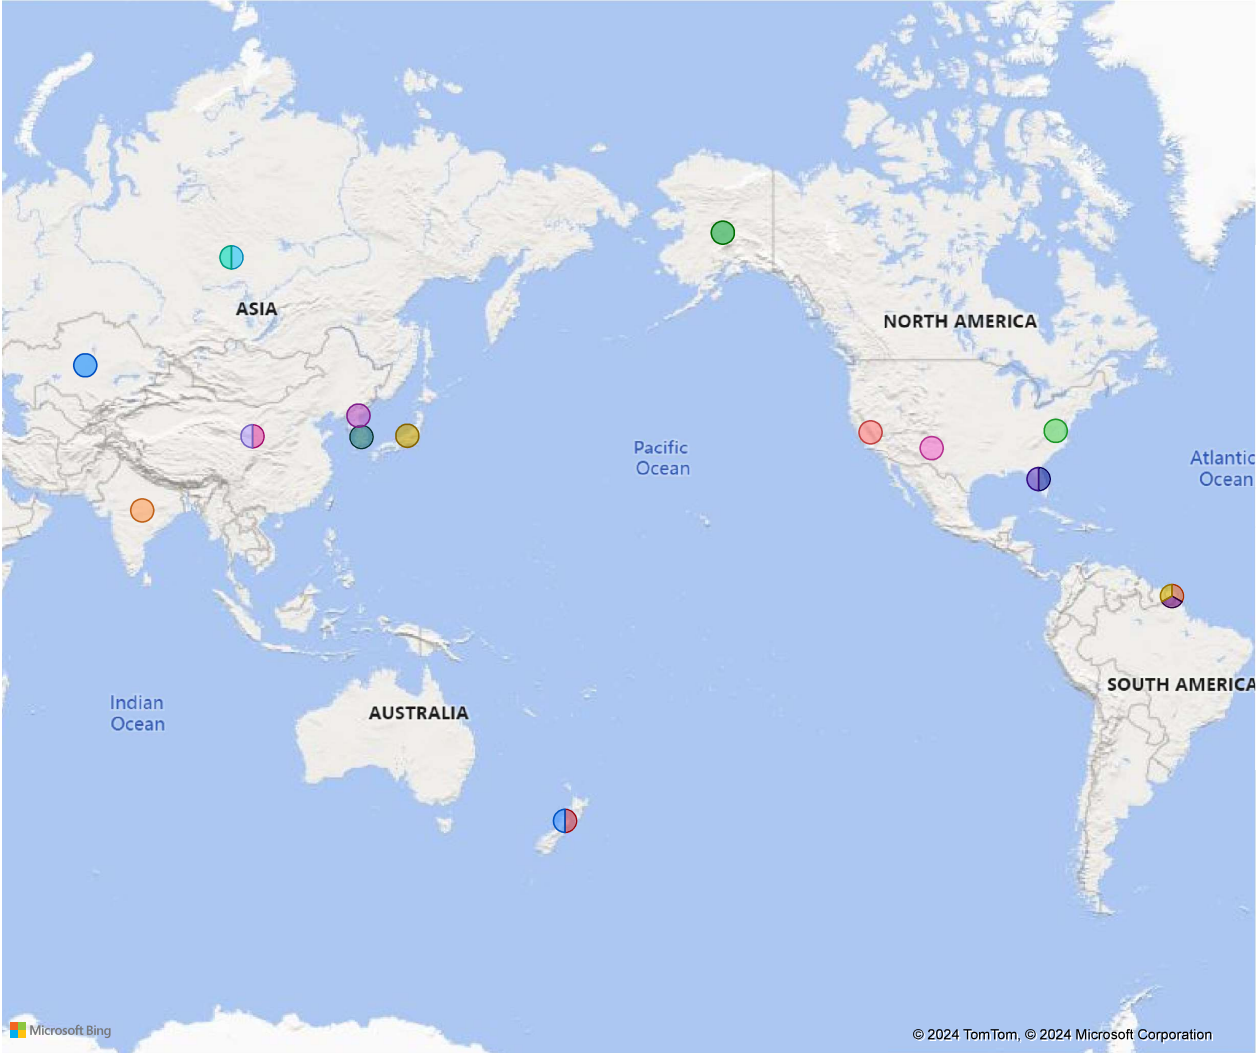 ASIA
NORTH AMERICA
Pacific
Ocean
Atlantic
Ocean
Indian
Ocean
AUSTRALIA
SOUTH AMERICA
Microsoft Bing
© 2024 TomTom, © 2024 Microsoft Corporation